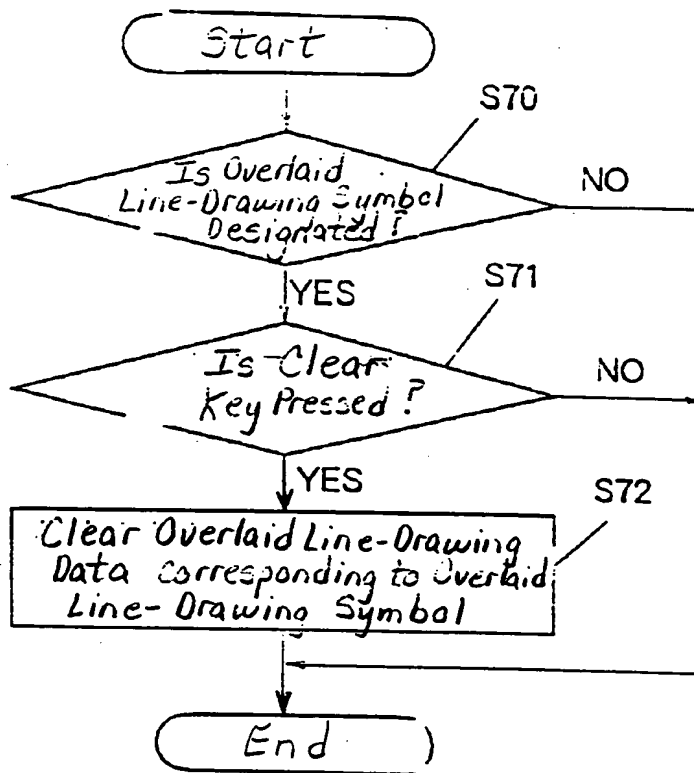 Start
S70
Is Overlaid
Line-Drawing Symbol
Designated?
NO
YES
S71
Is Clear
Key Pressed?
NO
YES
S72
Clear Overlaid Line-Drawing
Data corresponding to Overlaid
Line-Drawing Symbol
End